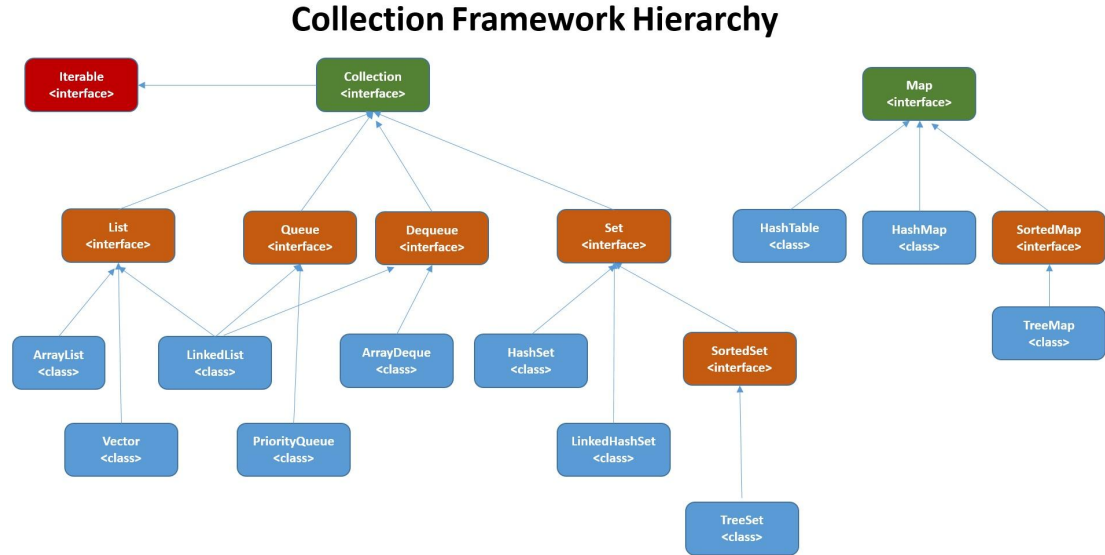 Collection Framework Hierarchy
Iterable
<interface>
Collection
<interface>
Map
<interface>
List
<interface>
Queue
<interface>
Dequeue
<interface>
Set
<interface>
HashTable
<class>
HashMap
<class>
SortedMap
<interface>
ArrayList
<class>
LinkedList
<class>
ArrayDeque
<class>
HashSet
<class>
SortedSet
<interface>
TreeMap
<class>
Vector
<class>
PriorityQueue
<class>
LinkedHashSet
<class>
TreeSet
<class>